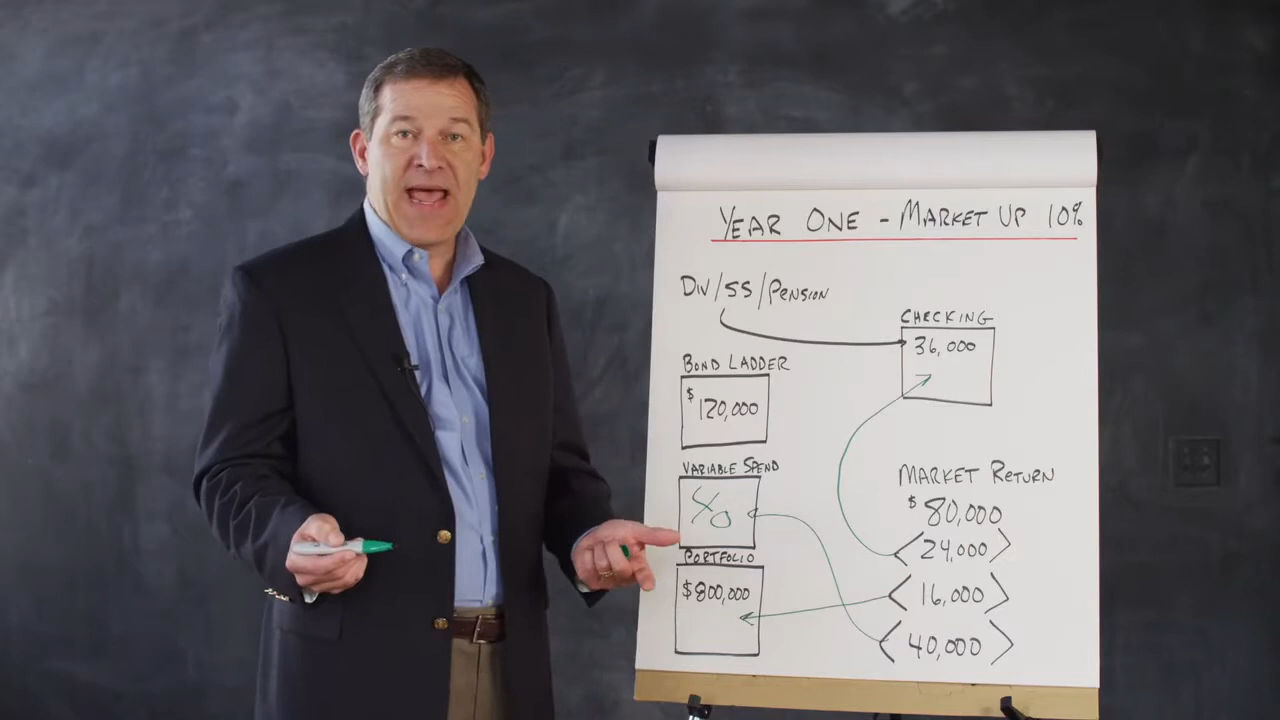 YEAR ONE - MARKET UP 10%
DIV/SS/PENSION
CHECKING
36,000
BOND LADDER
$120,000
VARIABLE SPEND
40
PORTFOLIO
$800,000
MARKET RETURN
$80,000
<24,000>
<16,000>
<40,000>